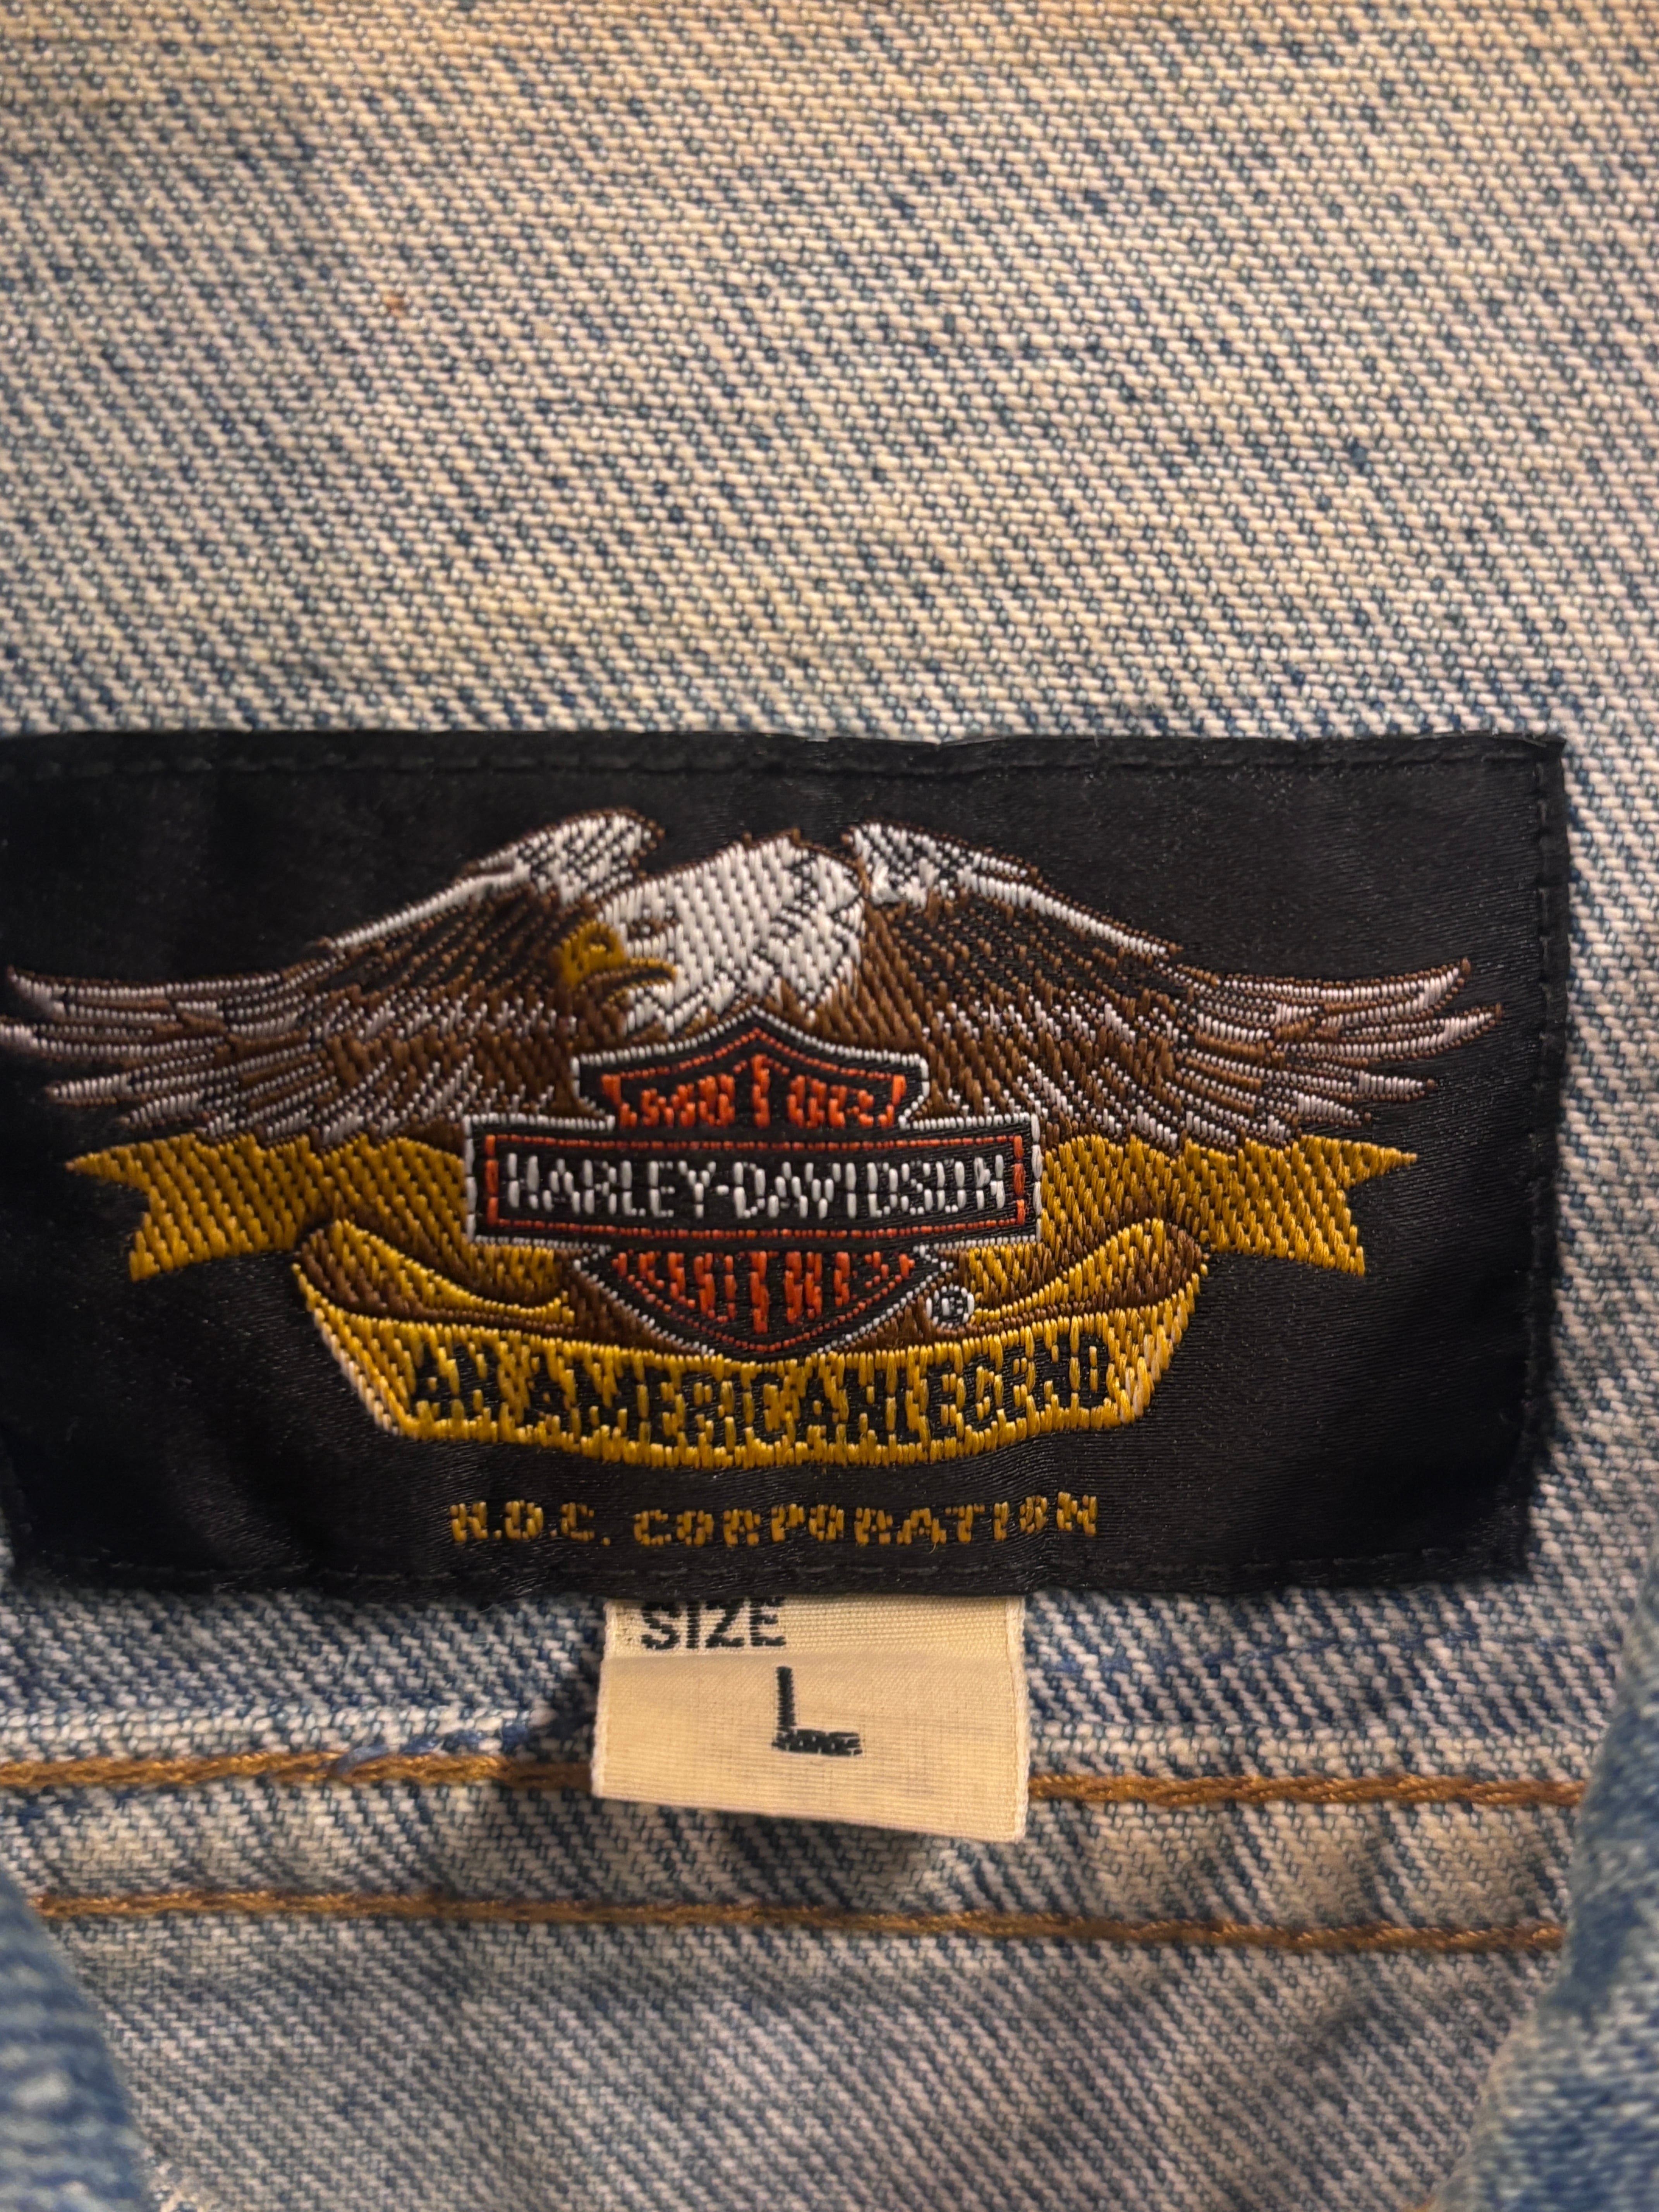 MOTOR
HARLEY-DAVIDSON
CYCLES
®
AN AMERICAN LEGEND
H.D.C. CORPORATION
SIZE
L